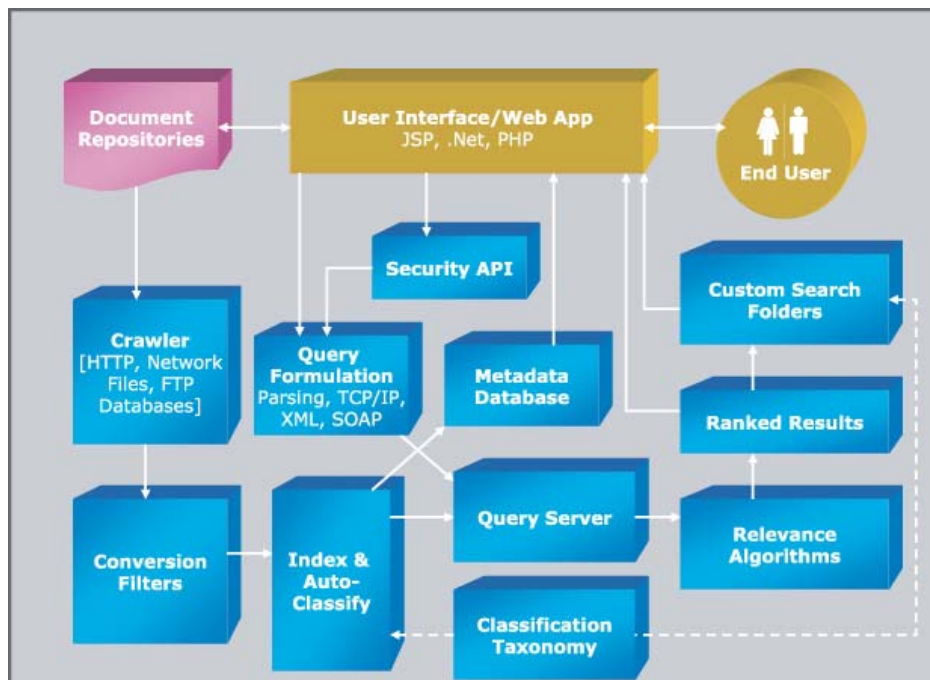 Document
Repositories
User Interface/Web App
JSP, .Net, PHP
End User
Security API
Custom Search
Folders
Crawler
[HTTP, Network
Files, FTP
Databases]
Query
Formulation
Parsing, TCP/IP,
XML, SOAP
Metadata
Database
Ranked Results
Conversion
Filters
Index &
Auto-
Classify
Query Server
Relevance
Algorithms
Classification
Taxonomy